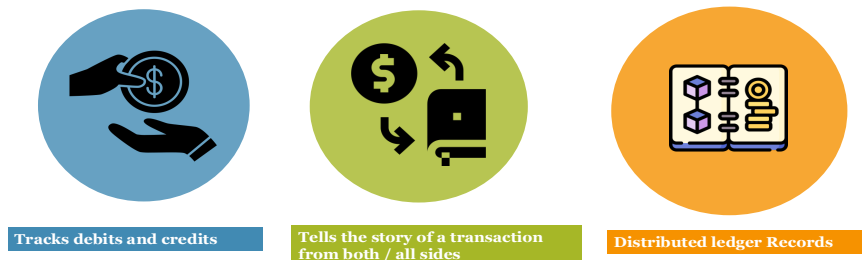 Tracks debits and credits
Tells the story of a transaction
from both / all sides
Distributed ledger Records